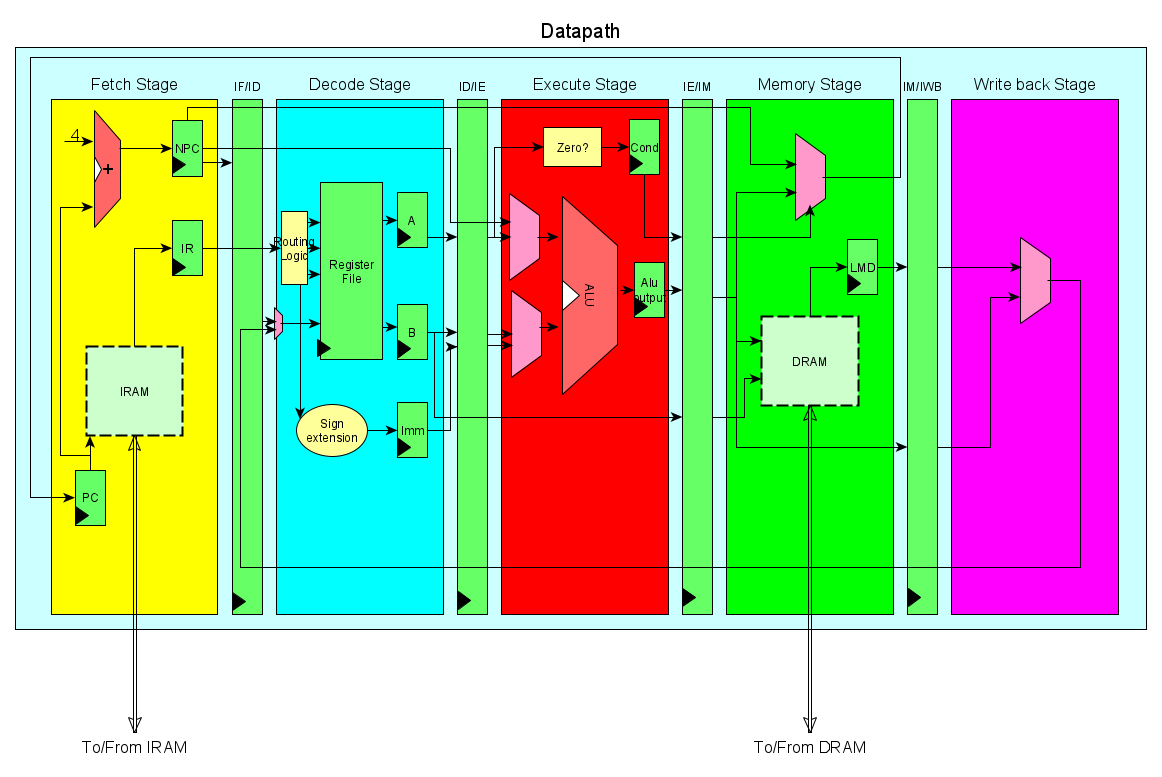 Datapath
Fetch Stage
IF/ID
Decode Stage
ID/IE
Execute Stage
IE/IM
Memory Stage
IM/IWB
Write back Stage
4
+
NPC
IR
IRAM
PC
Routing
Logic
Register
File
A
B
Sign
extension
Imm
Zero?
Cond
ALU
Alu
output
LMD
DRAM
To/From IRAM
To/From DRAM